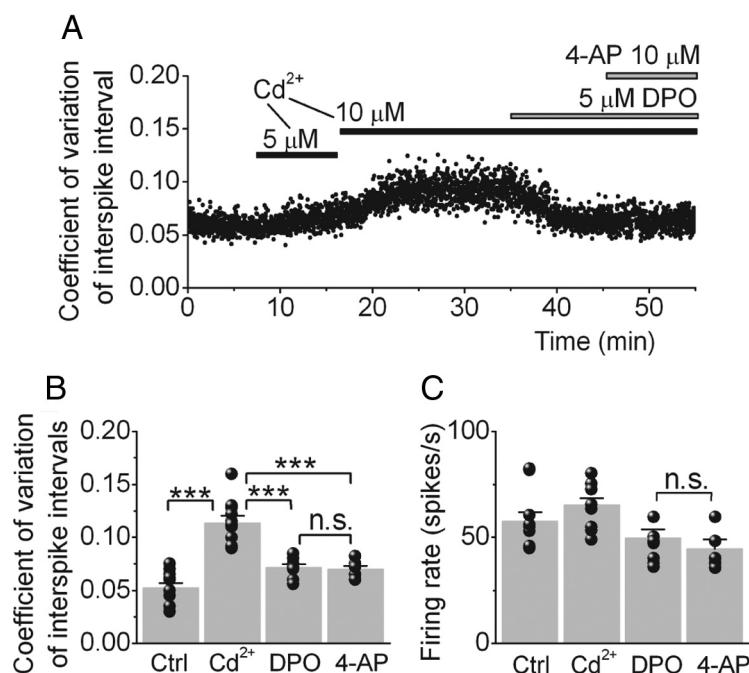 A
Coefficient of variation
of interspike interval
0.20
0.15
0.10
0.05
0.00
Cd²⁺
5 μM
10 μM
4-AP 10 μM
5 μM DPO
0 10 20 30 40 50
Time (min)
B
Coefficient of variation
of interspike intervals
0.20
0.15
0.10
0.05
0.00
***
***
***
n.s.
Ctrl Cd²⁺ DPO 4-AP
C
Firing rate (spikes/s)
100
50
0
n.s.
Ctrl Cd²⁺ DPO 4-AP